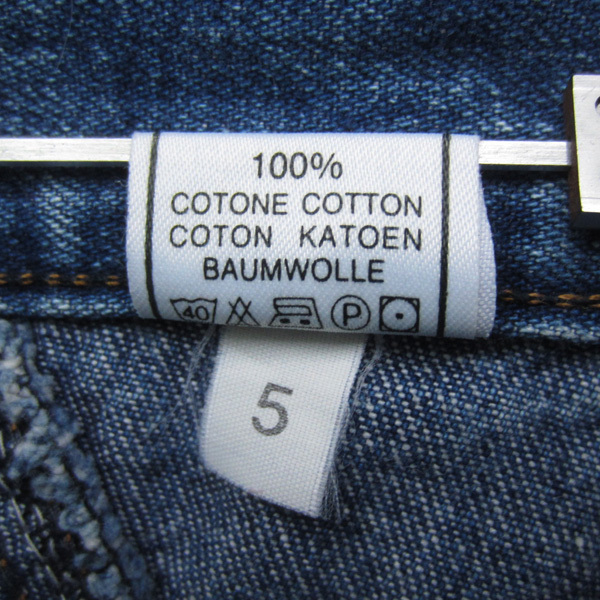 100%
COTONE COTTON
COTON KATOEN
BAUMWOLLE
40 P
5